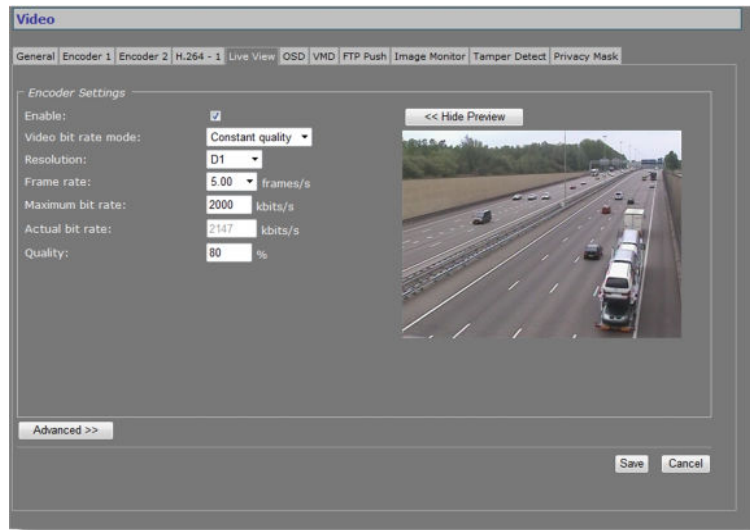 Video
General Encoder 1 Encoder 2 H.264 - 1 Live View OSD VMD FTP Push Image Monitor Tamper Detect Privacy Mask
Encoder Settings
Enable:
<< Hide Preview
Video bit rate mode: Constant quality
Resolution: D1
Frame rate: 5.00 frames/s
Maximum bit rate: 2000 kbits/s
Actual bit rate: 2147 kbits/s
Quality: 80 %
Advanced >>
Save Cancel